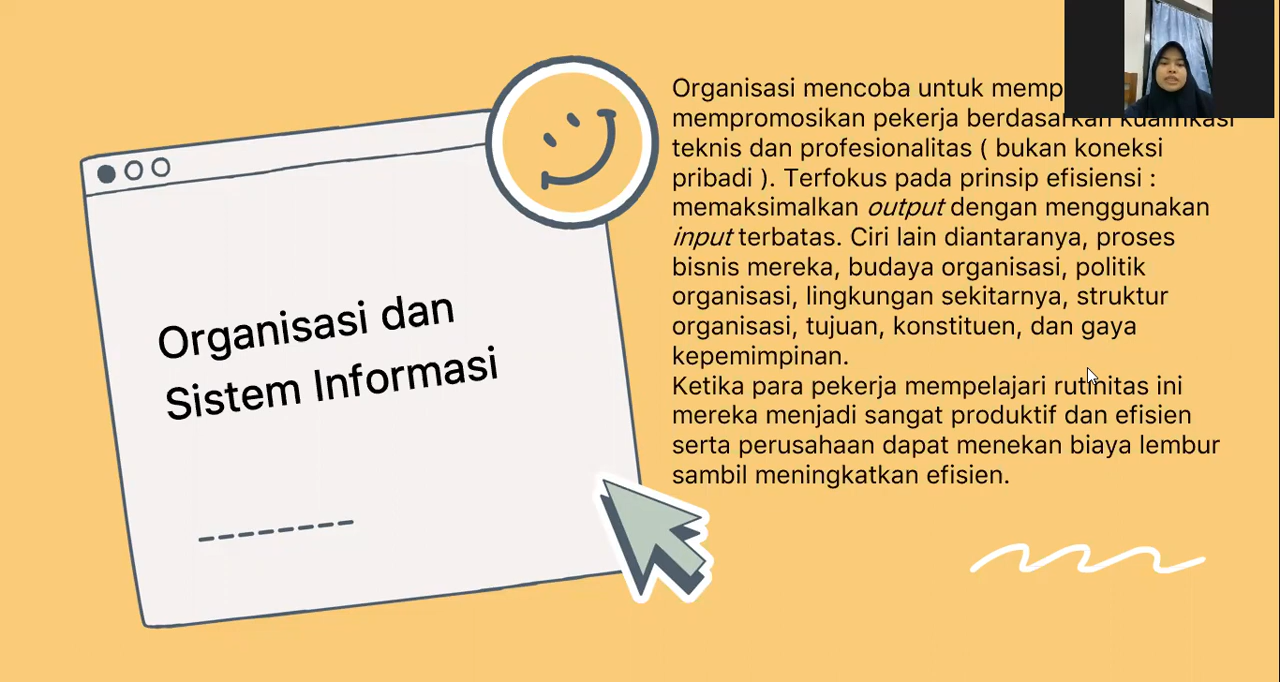 Organisasi dan
Sistem Informasi
Organisasi mencoba untuk
mempromosikan pekerja berdasarkan kualifikasi
teknis dan profesionalitas ( bukan koneksi
pribadi ). Terfokus pada prinsip efisiensi :
memaksimalkan output dengan menggunakan
input terbatas. Ciri lain diantaranya, proses
bisnis mereka, budaya organisasi, politik
organisasi, lingkungan sekitarnya, struktur
organisasi, tujuan, konstituen, dan gaya
kepemimpinan.
Ketika para pekerja mempelajari rutinitas ini
mereka menjadi sangat produktif dan efisien
serta perusahaan dapat menekan biaya lembur
sambil meningkatkan efisien.